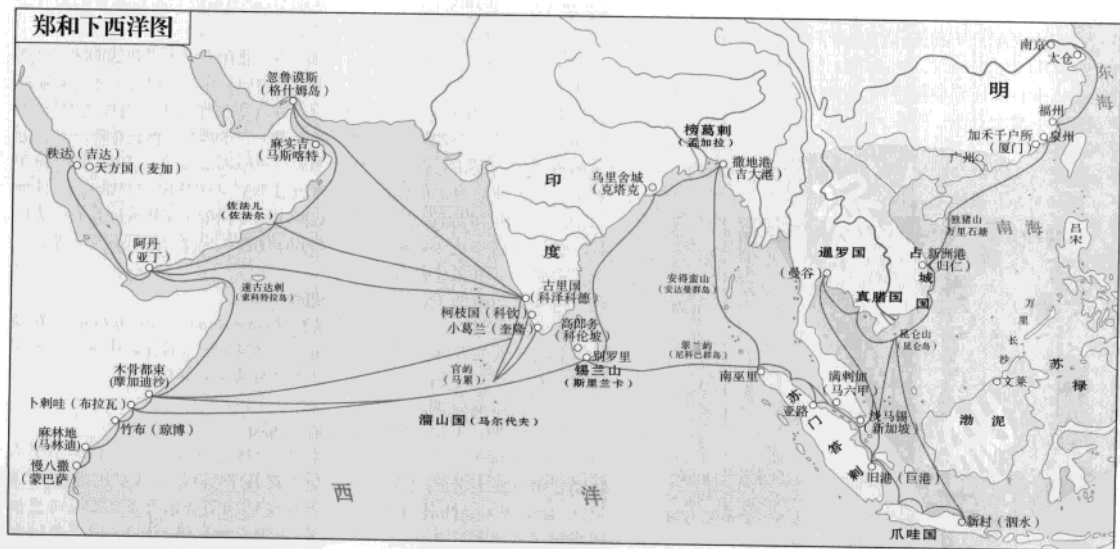 郑和下西洋图
南京
太仓
东
海
明
福州
泉州
加禾千户所
(厦门)
广州
忽鲁谟斯
(格什姆岛)
麻实吉
(马斯喀特)
秩达(吉达)
天方国(麦加)
佐法儿
(佐法尔)
阿丹
(亚丁)
速古达剌
(索科特拉岛)
木骨都束
(摩加迪沙)
卜剌哇(布拉瓦)
竹布(琼博)
麻林地
(马林迪)
慢八撒
(蒙巴萨)
印
度
榜葛剌
(孟加拉)
撒地港
(吉大港)
乌里舍城
(克塔克)
古里国
(科泽科德)
柯枝国(科钦)
小葛兰(奎隆)
高郎务
(科伦坡)
别罗里
锡兰山
(斯里兰卡)
官屿
(马累)
溜山国(马尔代夫)
安得蛮山
(安达曼群岛)
翠兰屿
(尼科巴群岛)
南巫里
苏
门
答
剌
亚路
满剌加
(马六甲)
新加坡
旧港(巨港)
新村(泗水)
爪哇国
暹罗国
(曼谷)
真腊国
占
城
国
新洲港
(归仁)
昆仑山
(昆仑岛)
独猪山
万里石塘
南 海
吕
宋
万
里
长
沙
文莱
渤 泥
苏
禄
西 洋